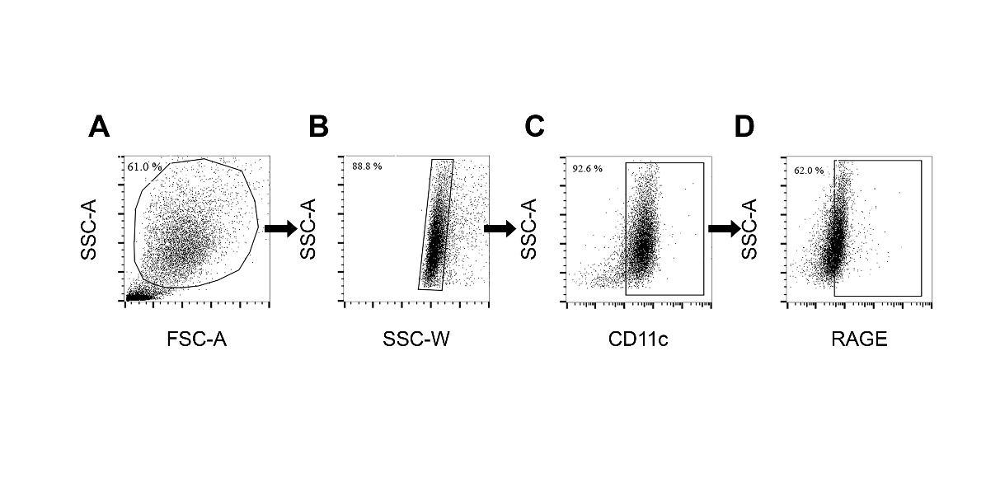 A
B
C
D
61.0 %
88.8 %
92.6 %
62.0 %
SSC-A
SSC-A
SSC-A
SSC-A
FSC-A
SSC-W
CD11c
RAGE